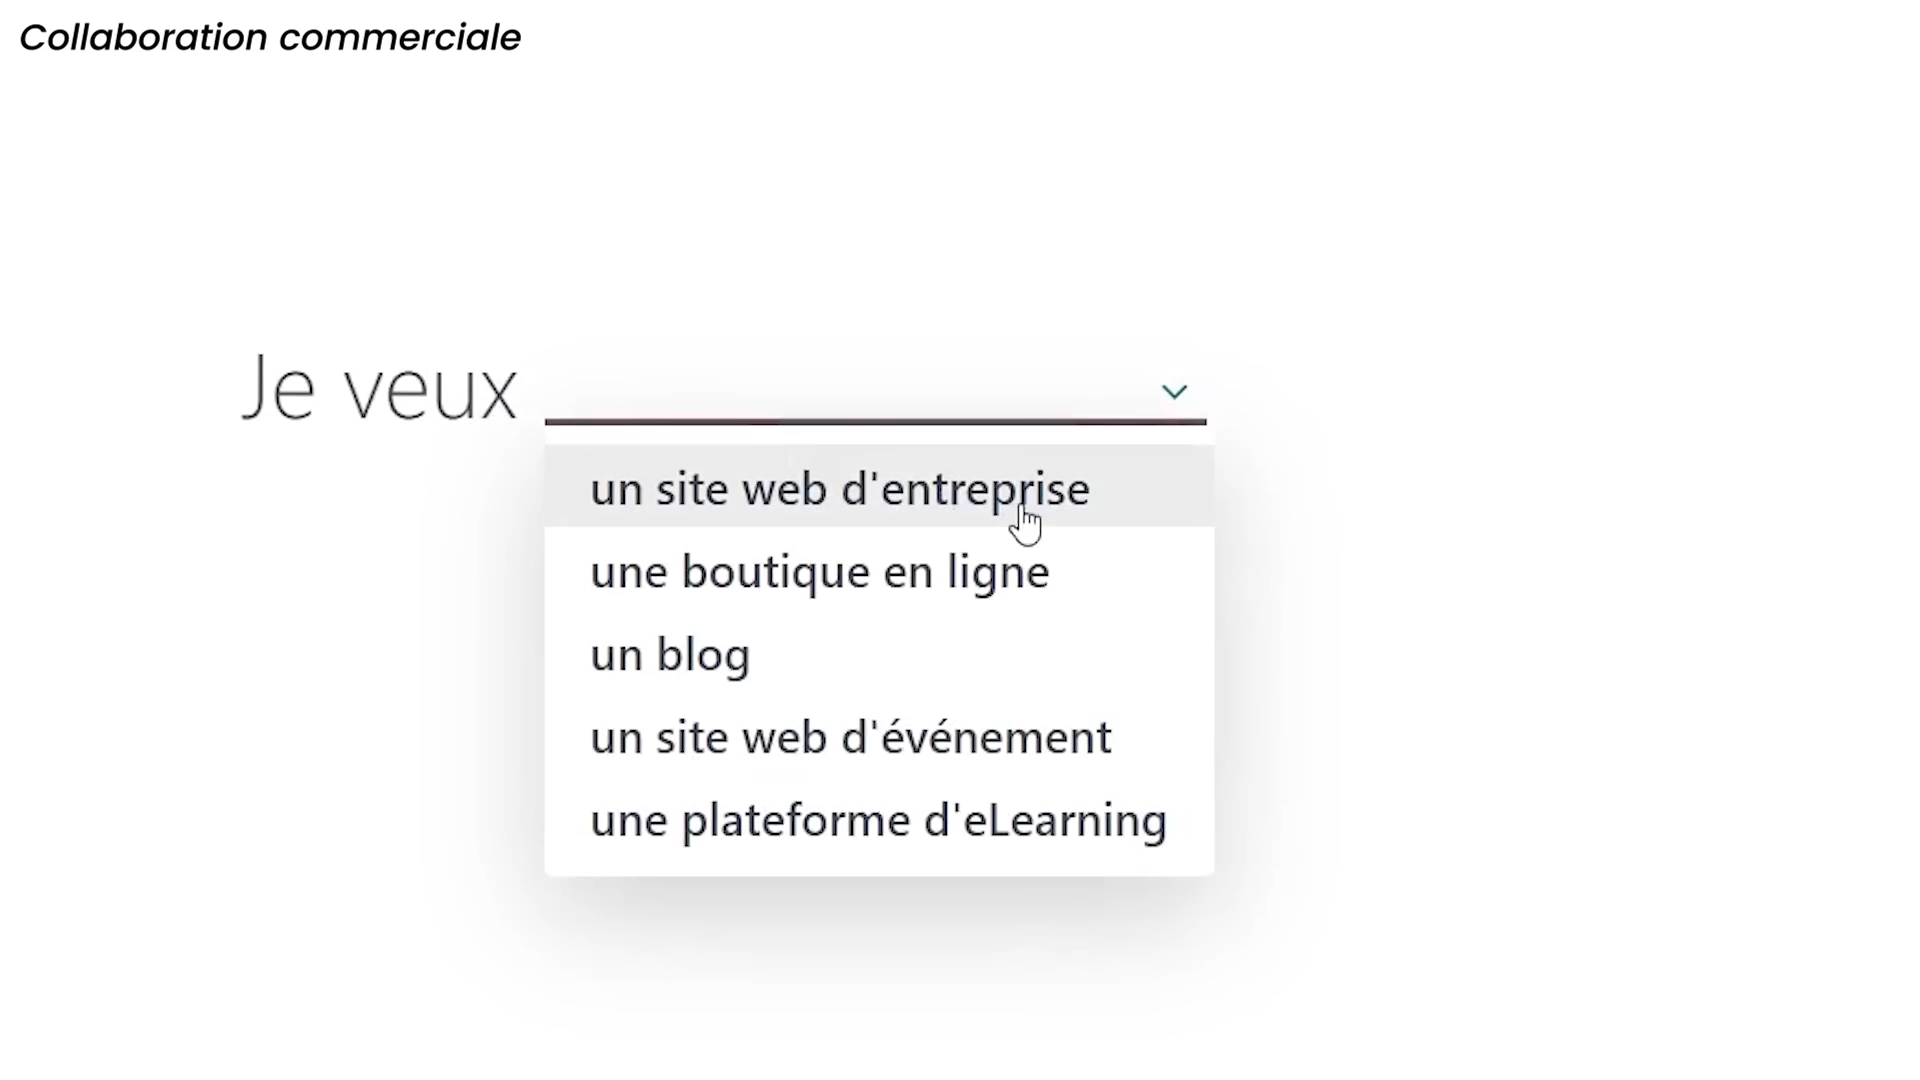 Collaboration commerciale
Je veux
un site web d'entreprise
une boutique en ligne
un blog
un site web d'événement
une plateforme d'eLearning